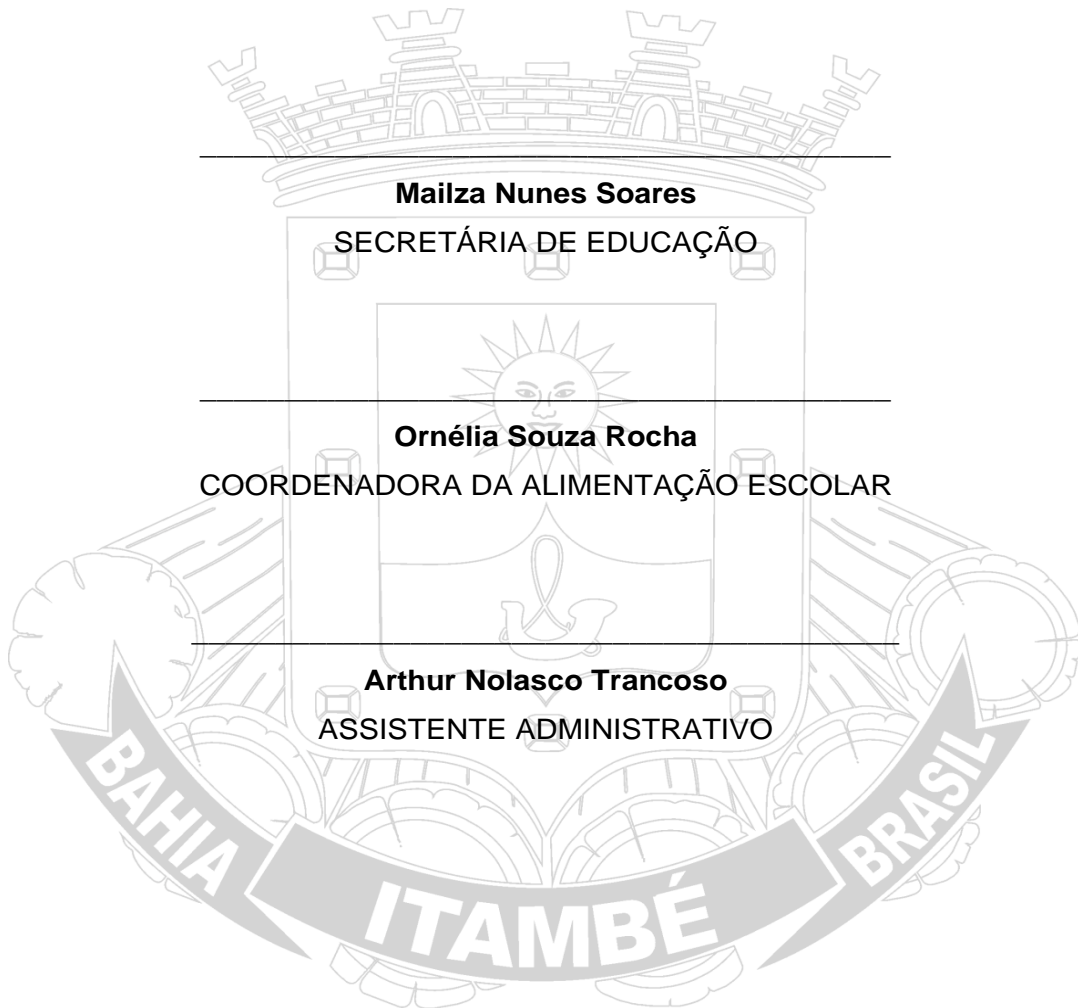 Mailza Nunes Soares
SECRETÁRIA DE EDUCAÇÃO
Ornélia Souza Rocha
COORDENADORA DA ALIMENTAÇÃO ESCOLAR
Arthur Nolasco Trancoso
ASSISTENTE ADMINISTRATIVO
BAHIA
ITAMBÉ
BRASIL